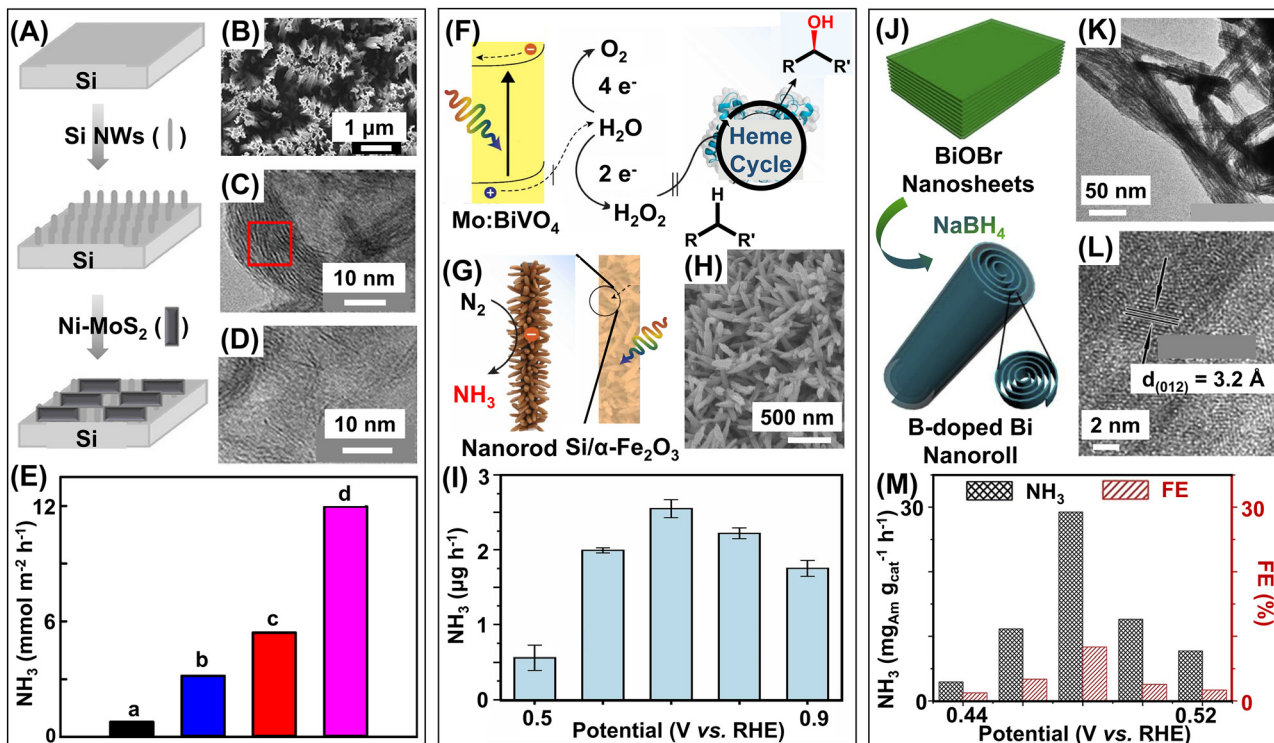 (A)
Si
Si NWs ( )
Si
Ni-MoS₂ ( )
Si
(B)
1 µm
(C)
10 nm
(D)
10 nm
(E)
NH₃ (mmol m⁻² h⁻¹)
12
9
6
3
0
a
b
c
d
(F)
Mo:BiVO₄
O₂
4 e⁻
H₂O
2 e⁻
H₂O₂
OH
R
R'
Heme
Cycle
H
R
R'
(G)
N₂
NH₃
Nanorod Si/α-Fe₂O₃
(H)
500 nm
(I)
NH₃ (µg h⁻¹)
3
2
1
0
0.5
0.9
Potential (V vs. RHE)
(J)
BiOBr
Nanosheets
NaBH₄
B-doped Bi
Nanoroll
(K)
50 nm
(L)
d₍₀₁₂₎ = 3.2 Å
2 nm
(M)
NH₃
FE
NH₃ (mg_Am g_cat⁻¹ h⁻¹)
30
0
FE (%)
30
0
0.44
0.52
Potential (V vs. RHE)